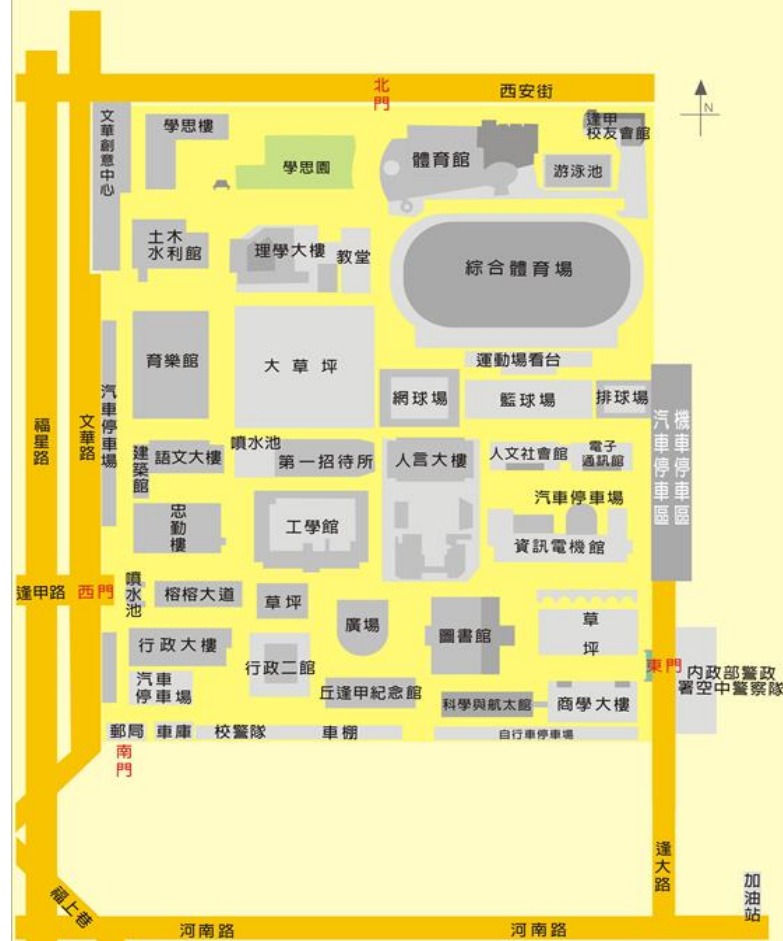 北門
西安街
N
文華創意中心
學思樓
學思園
體育館
逢甲
校友會館
游泳池
土木
水利館
理學大樓
教堂
綜合體育場
育樂館
大草坪
運動場看台
汽車停車場
網球場
籃球場
排球場
福星路
文華路
汽車停車區
機車停車區
建築館
語文大樓
噴水池
第一招待所
人言大樓
人文社會館
電子
通訊館
忠勤樓
工學館
汽車停車場
資訊電機館
逢甲路
西門
噴水池
榕榕大道
草坪
廣場
圖書館
草坪
行政大樓
行政二館
東門
內政部警政
署空中警察隊
汽車
停車場
丘逢甲紀念館
科學與航太館
商學大樓
郵局
車庫
校警隊
車棚
自行車停車場
南門
逢大路
加油站
福上巷
河南路
河南路